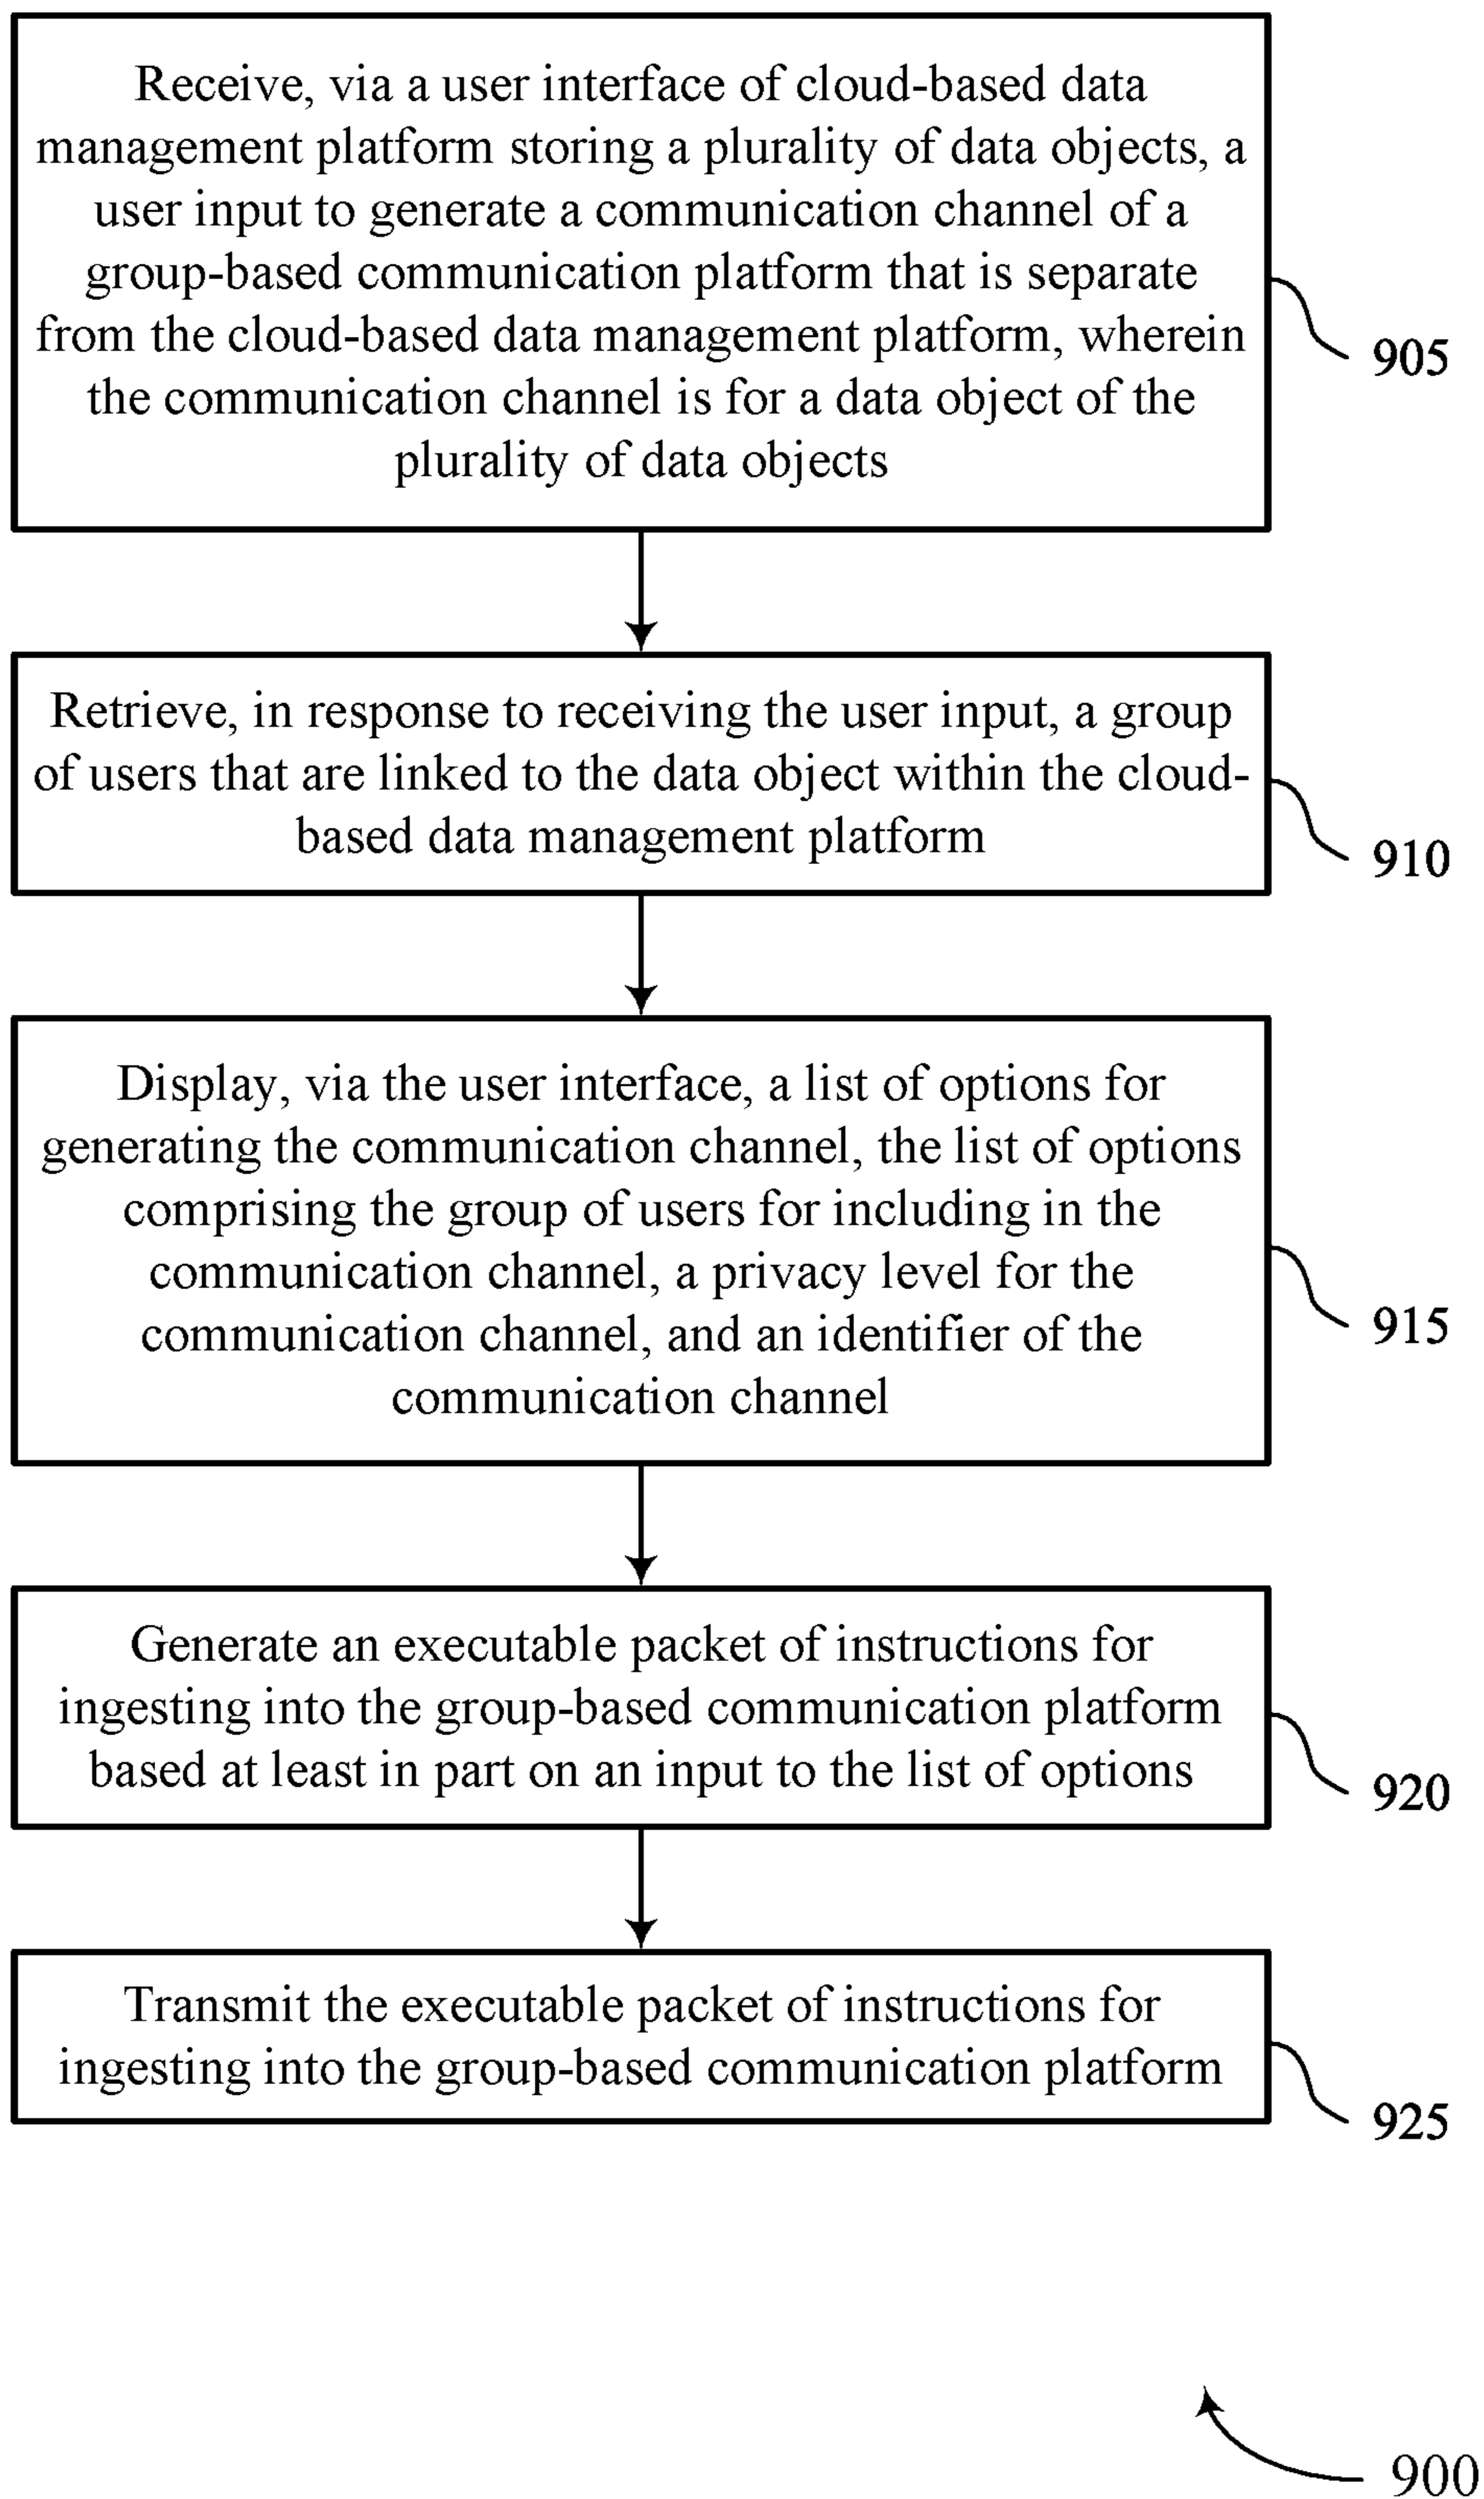 Receive, via a user interface of cloud-based data
management platform storing a plurality of data objects, a
user input to generate a communication channel of a
group-based communication platform that is separate
from the cloud-based data management platform, wherein
the communication channel is for a data object of the
plurality of data objects
905
Retrieve, in response to receiving the user input, a group
of users that are linked to the data object within the cloud-
based data management platform
910
Display, via the user interface, a list of options for
generating the communication channel, the list of options
comprising the group of users for including in the
communication channel, a privacy level for the
communication channel, and an identifier of the
communication channel
915
Generate an executable packet of instructions for
ingesting into the group-based communication platform
based at least in part on an input to the list of options
920
Transmit the executable packet of instructions for
ingesting into the group-based communication platform
925
900